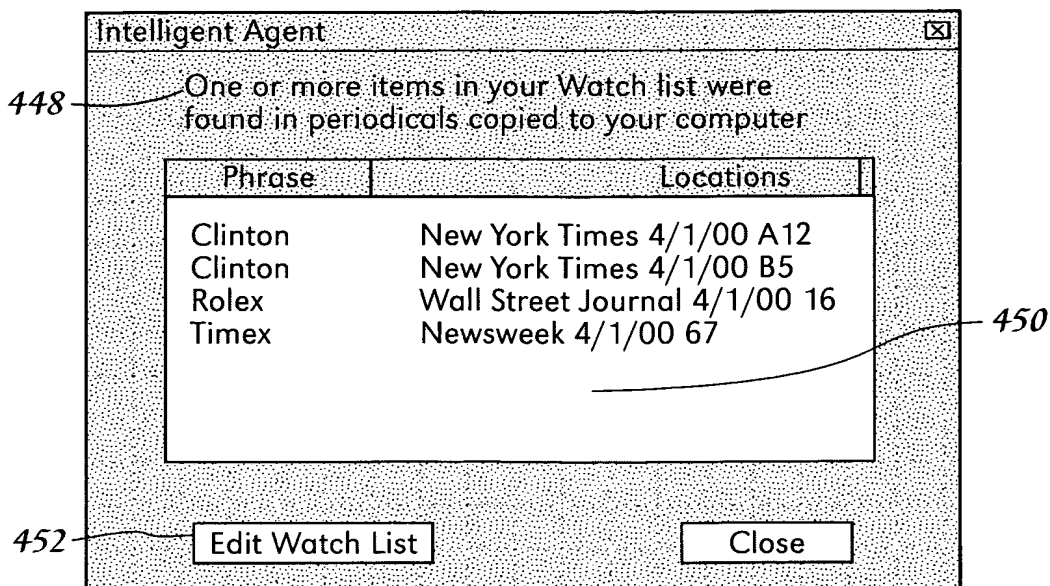 Intelligent Agent
448
One or more items in your Watch list were
found in periodicals copied to your computer
Phrase Locations
Clinton New York Times 4/1/00 A12
Clinton New York Times 4/1/00 B5
Rolex Wall Street Journal 4/1/00 16
Timex Newsweek 4/1/00 67
450
452
Edit Watch List Close